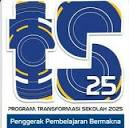 ts
25
PROGRAM TRANSFORMASI SEKOLAH 2025
Penggerak Pembelajaran Bermakna